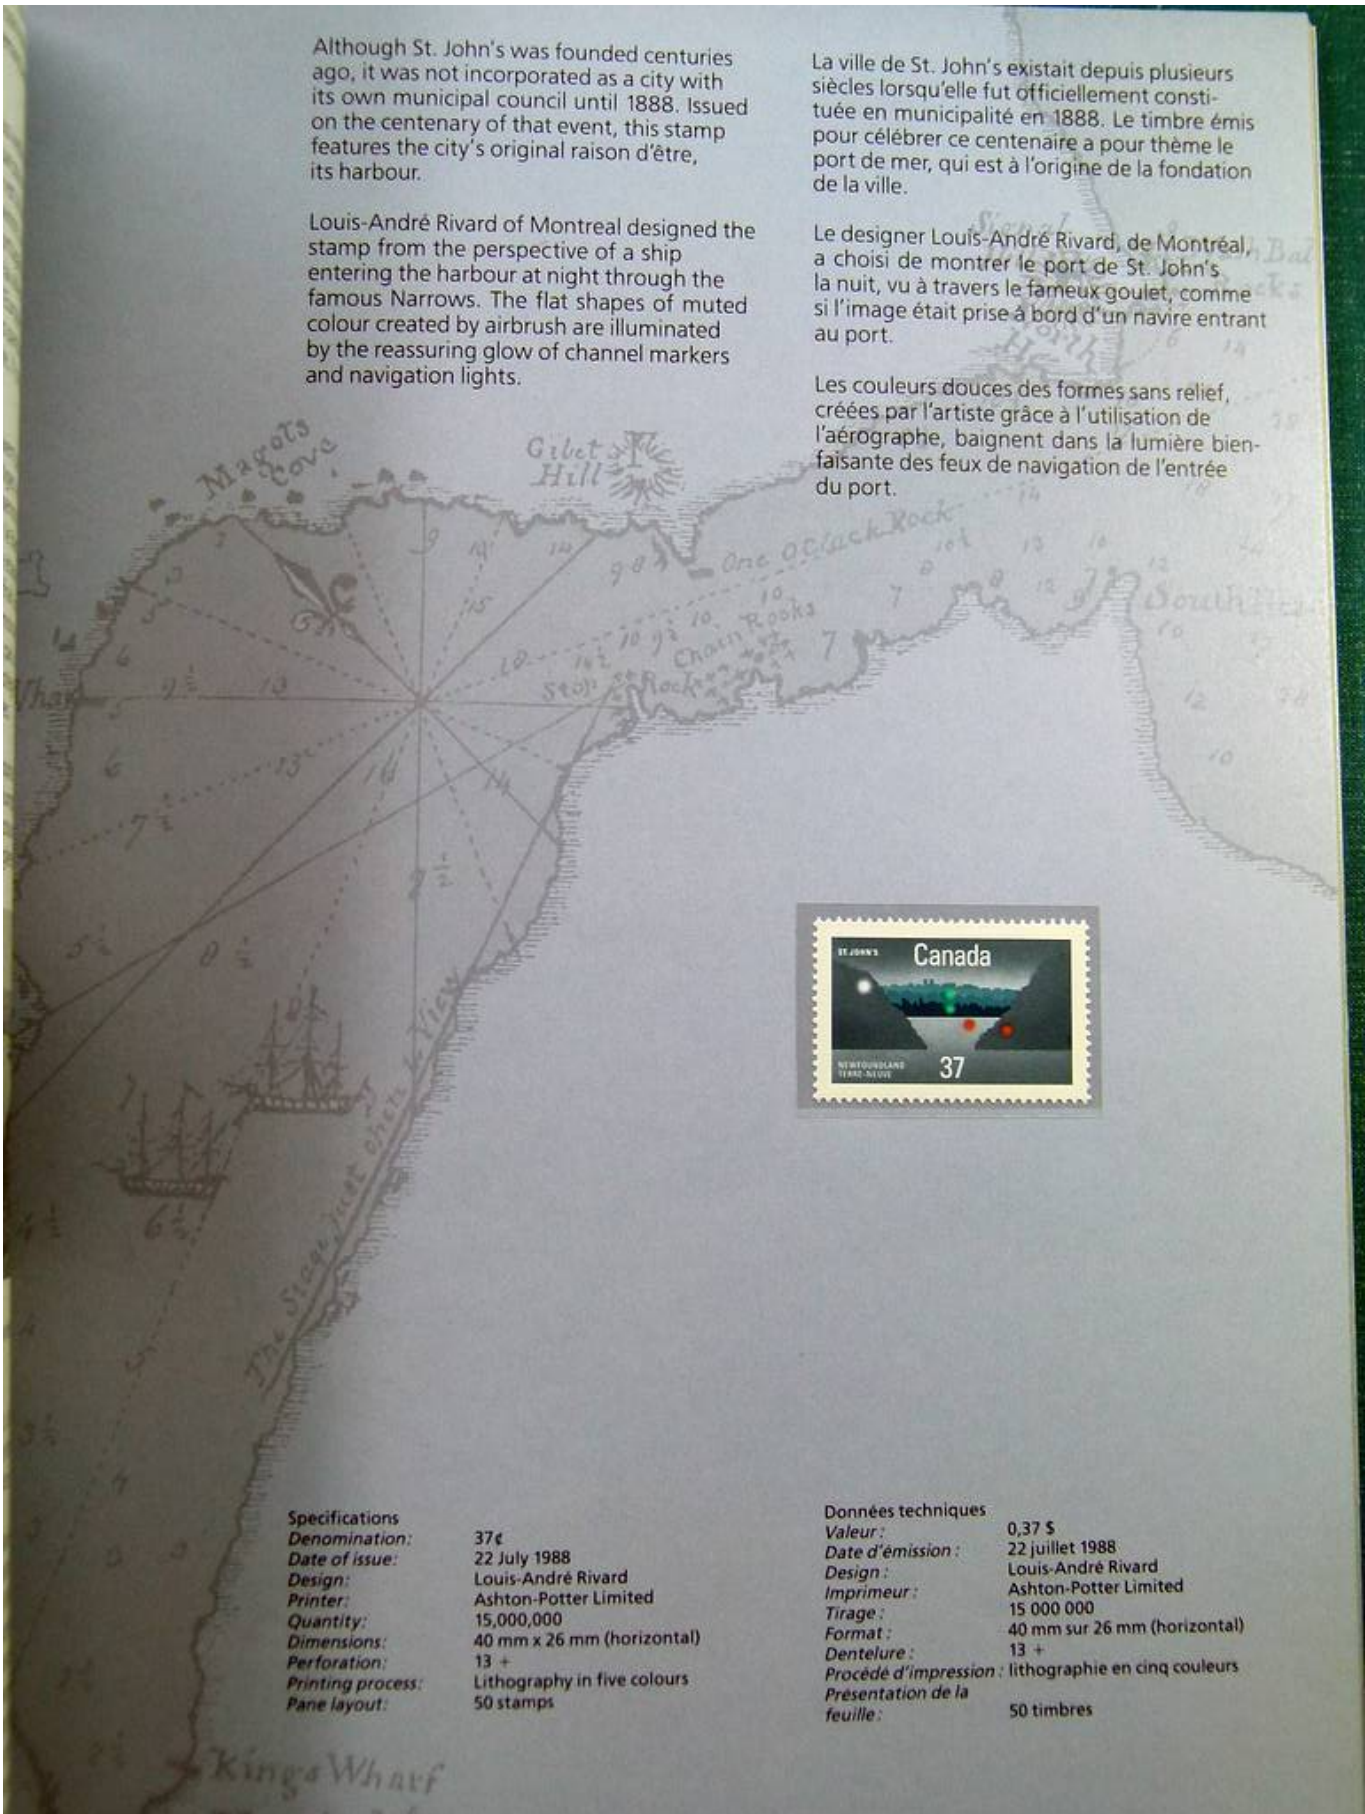 Although St. John's was founded centuries
ago, it was not incorporated as a city with
its own municipal council until 1888. Issued
on the centenary of that event, this stamp
features the city's original raison d'être,
its harbour.
Louis-André Rivard of Montreal designed the
stamp from the perspective of a ship
entering the harbour at night through the
famous Narrows. The flat shapes of muted
colour created by airbrush are illuminated
by the reassuring glow of channel markers
and navigation lights.
La ville de St. John's existait depuis plusieurs
siècles lorsqu'elle fut officiellement consti-
tuée en municipalité en 1888. Le timbre émis
pour célébrer ce centenaire a pour thème le
port de mer, qui est à l'origine de la fondation
de la ville.
Le designer Louis-André Rivard, de Montréal,
a choisi de montrer le port de St. John's
la nuit, vu à travers le fameux goulet, comme
si l'image était prise à bord d'un navire entrant
au port.
Les couleurs douces des formes sans relief,
créées par l'artiste grâce à l'utilisation de
l'aérographe, baignent dans la lumière bien-
faisante des feux de navigation de l'entrée
du port.
Magots
Cove
Gibet
Hill
One OClack Rock
Chain Rooks
Rock
South
North
ST. JOHN'S
Canada
NEWFOUNDLAND
TERRE-NEUVE
37
View
Kings Wharf
Specifications
Denomination: 37¢
Date of issue: 22 July 1988
Design: Louis-André Rivard
Printer: Ashton-Potter Limited
Quantity: 15,000,000
Dimensions: 40 mm x 26 mm (horizontal)
Perforation: 13 +
Printing process: Lithography in five colours
Pane layout: 50 stamps
Données techniques
Valeur : 0,37 $
Date d'émission : 22 juillet 1988
Design : Louis-André Rivard
Imprimeur : Ashton-Potter Limited
Tirage : 15 000 000
Format : 40 mm sur 26 mm (horizontal)
Dentelure : 13 +
Procédé d'impression : lithographie en cinq couleurs
Présentation de la
feuille : 50 timbres